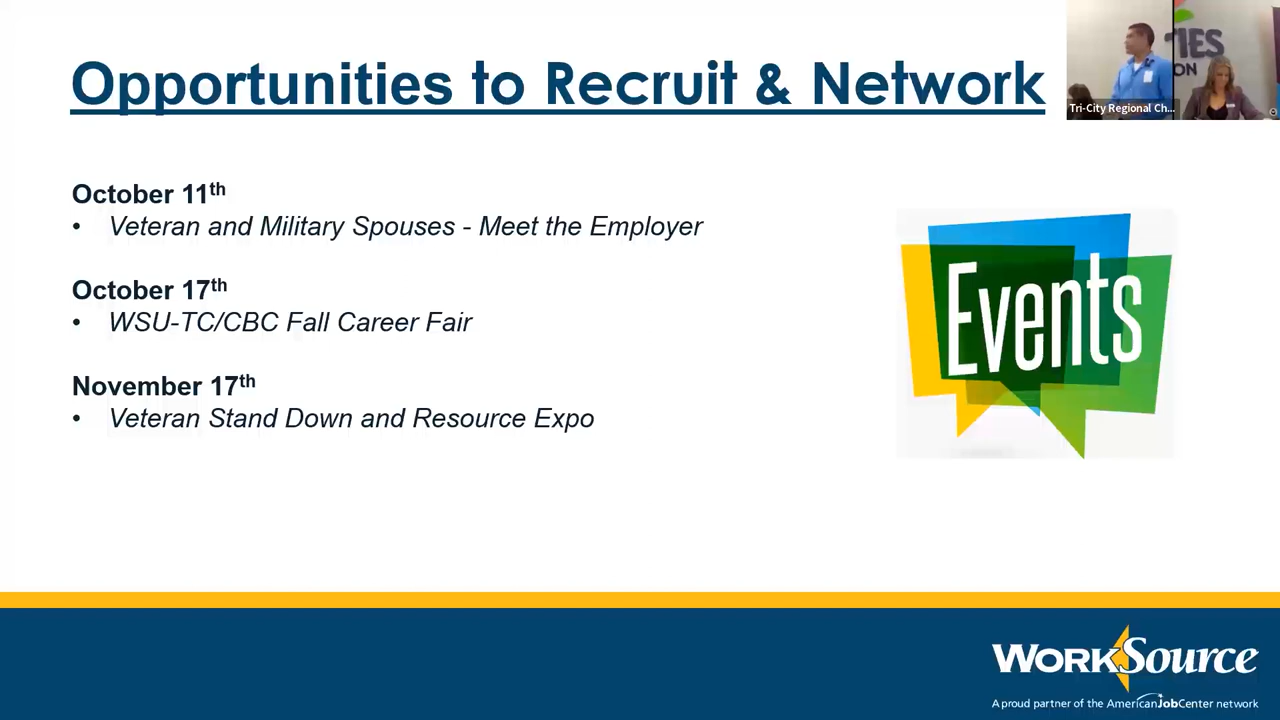 Opportunities to Recruit & Network
TIES
ON
Tri-City Regional Ch...
October 11th
• Veteran and Military Spouses - Meet the Employer
October 17th
• WSU-TC/CBC Fall Career Fair
November 17th
• Veteran Stand Down and Resource Expo
Events
WorkSource
A proud partner of the AmericanJobCenter network